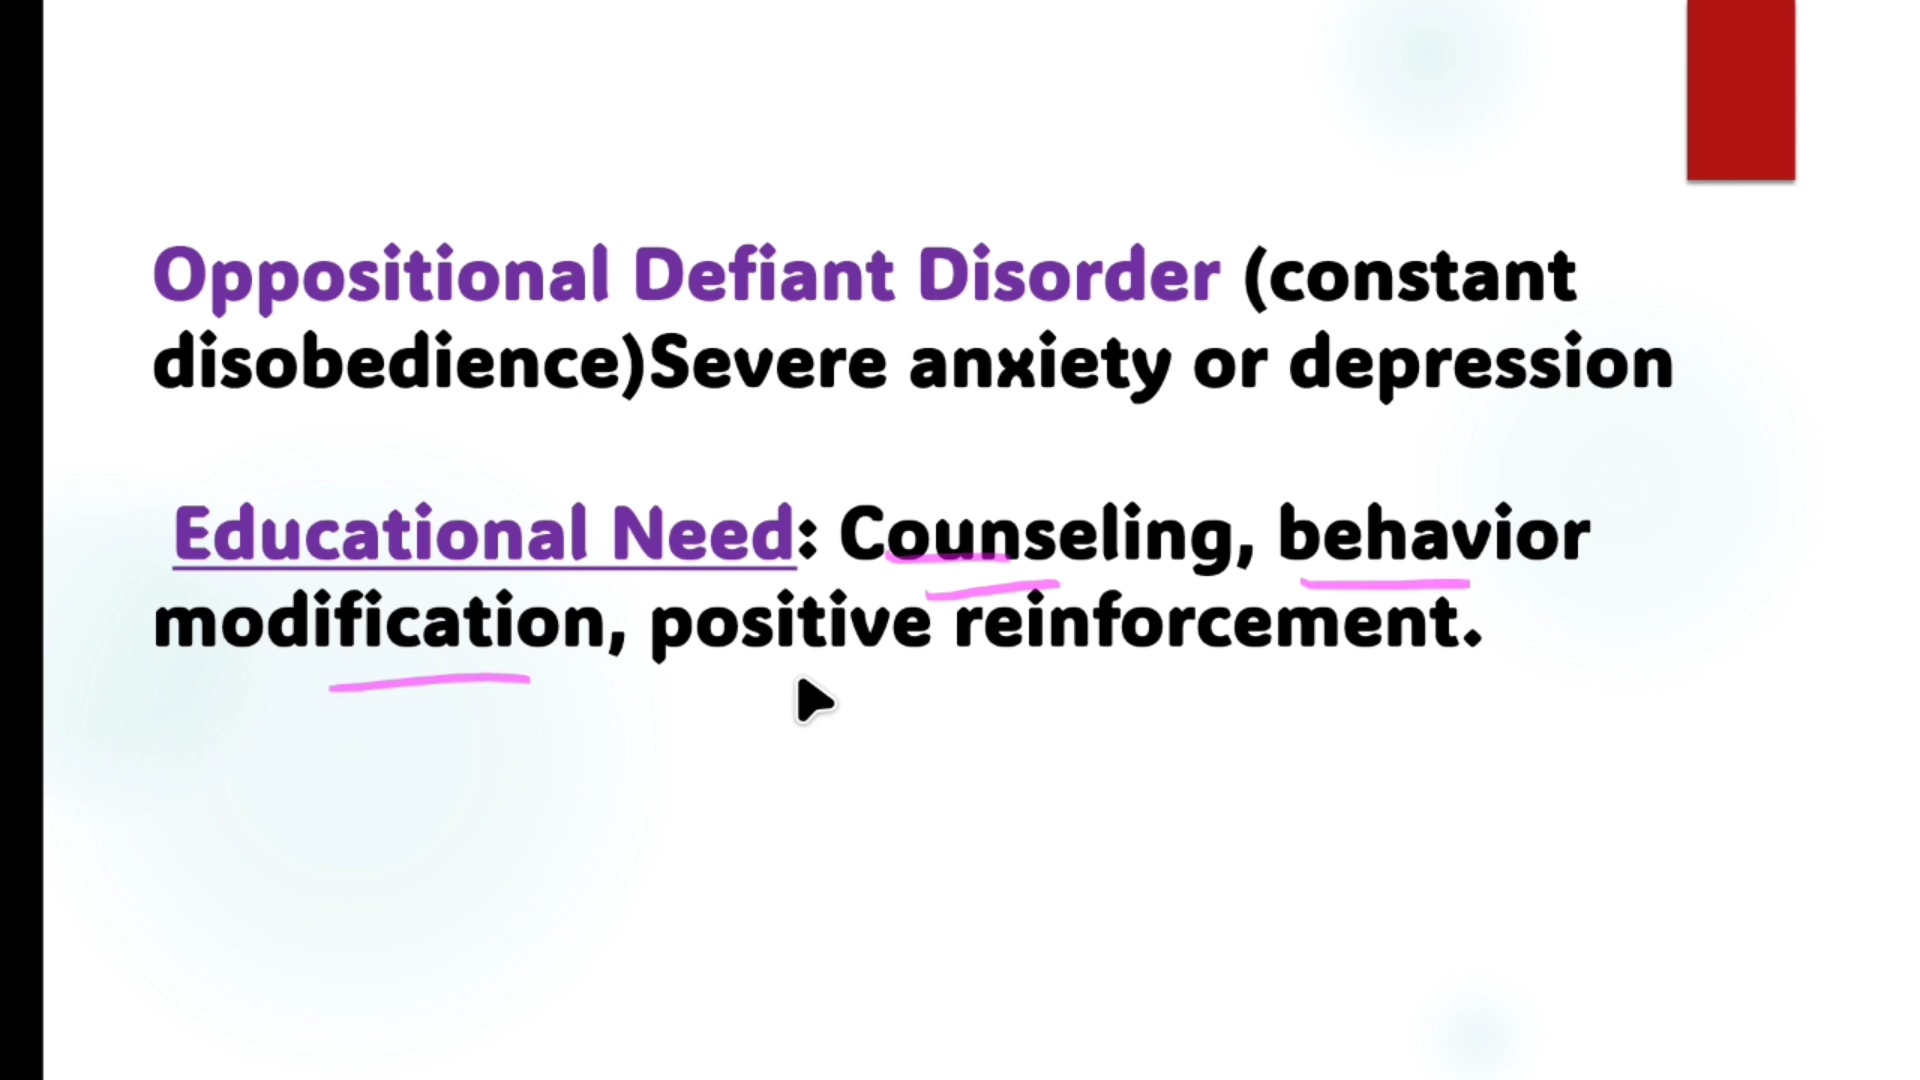 Oppositional Defiant Disorder (constant
disobedience)Severe anxiety or depression
Educational Need: Counseling, behavior
modification, positive reinforcement.